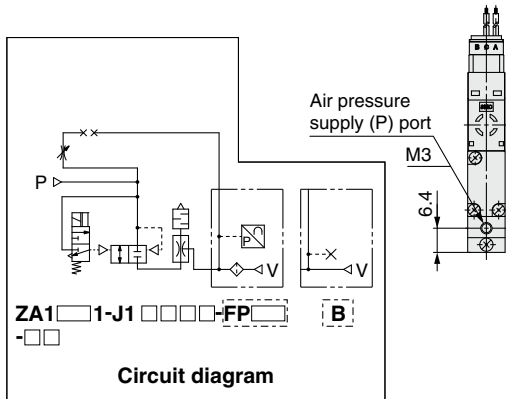 B A
Air pressure
supply (P) port
M3
6.4
P
P
V
V
ZA1□1-J1□□□□-FP□
B
-□□
Circuit diagram